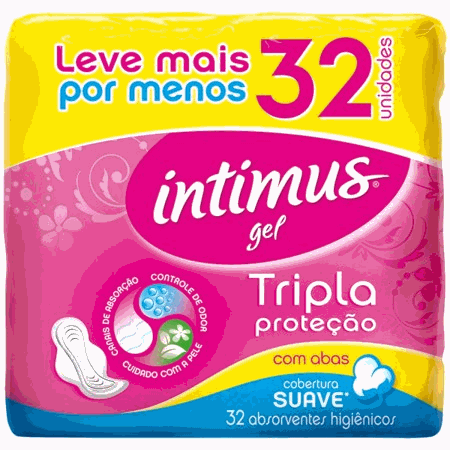 Leve mais
por menos
32
unidades
intimus®
gel
CANAIS DE ABSORÇÃO
CONTROLE DE ODOR
CUIDADO COM A PELE
Tripla
proteção
com abas
cobertura
SUAVE*
32 absorventes higiênicos